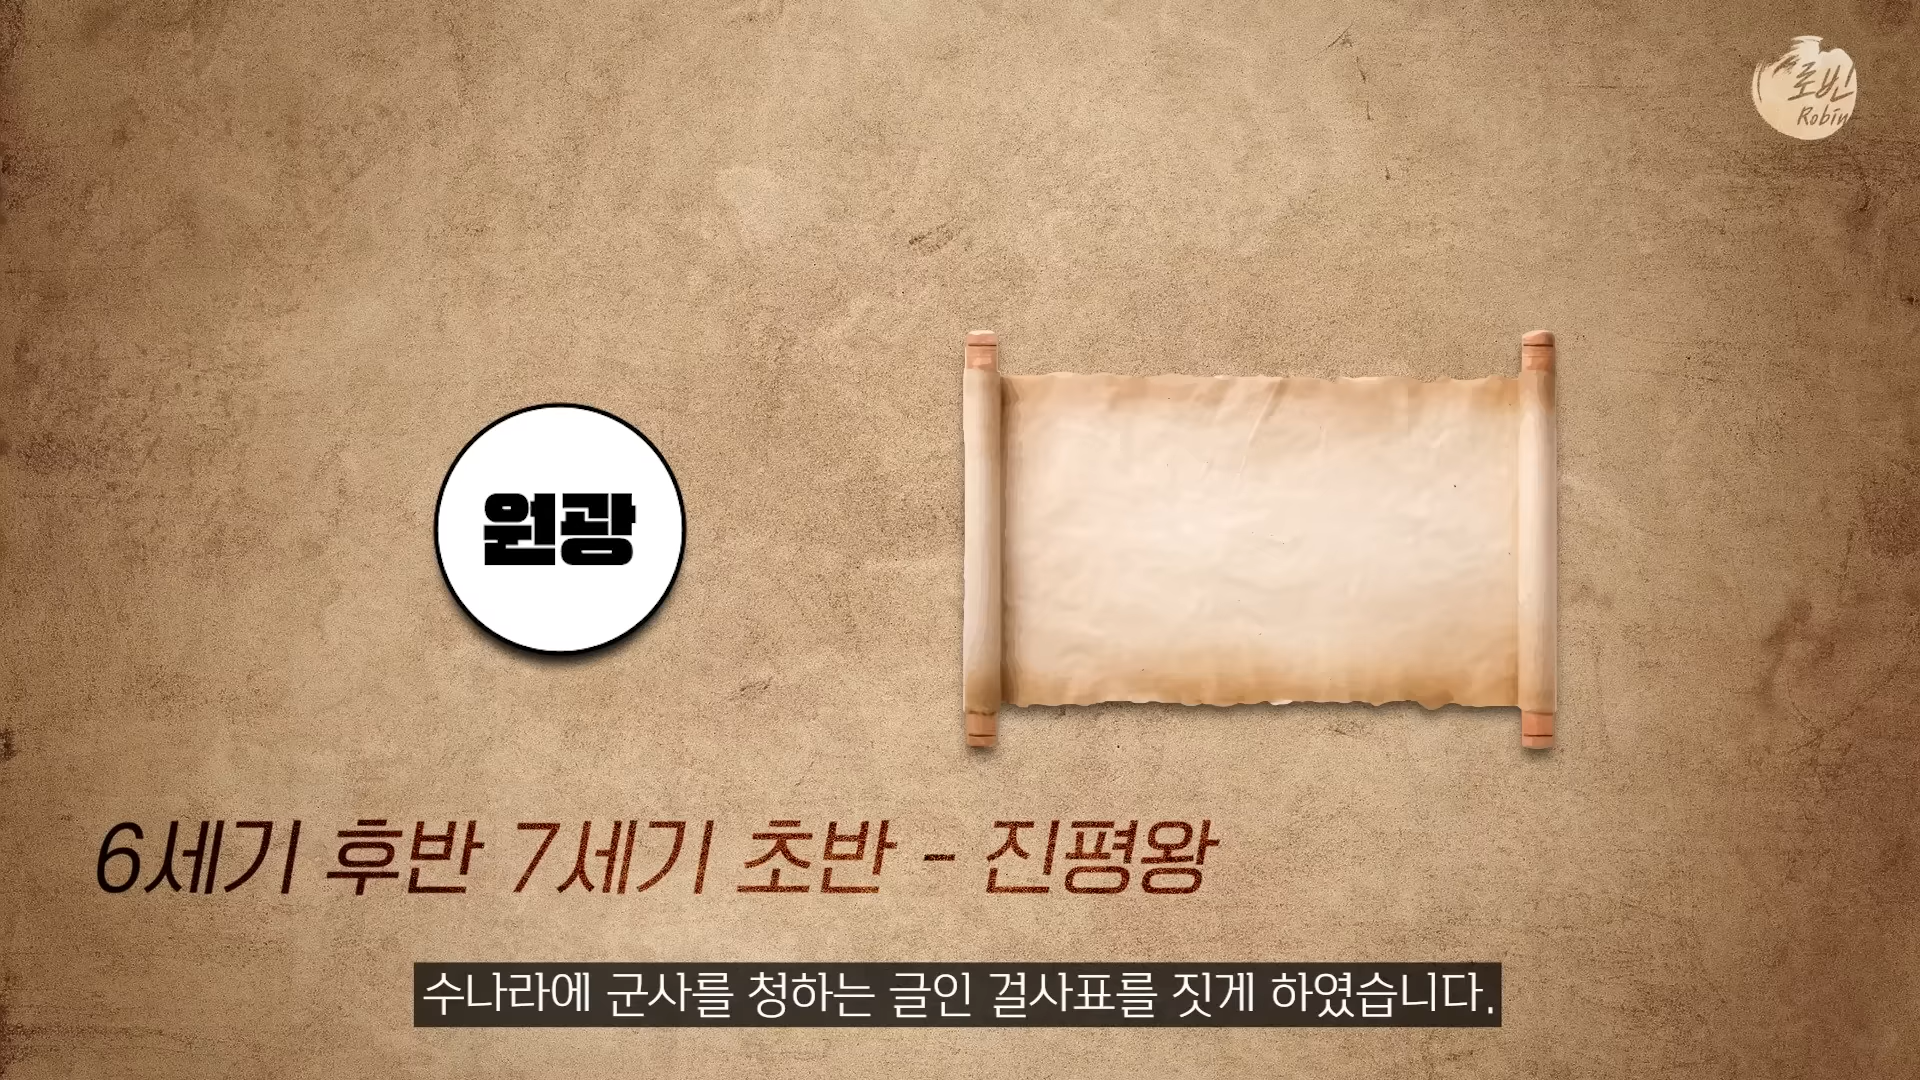 로빈
Robin
원광
6세기 후반 7세기 초반 - 진평왕
수나라에 군사를 청하는 글인 걸사표를 짓게 하였습니다.